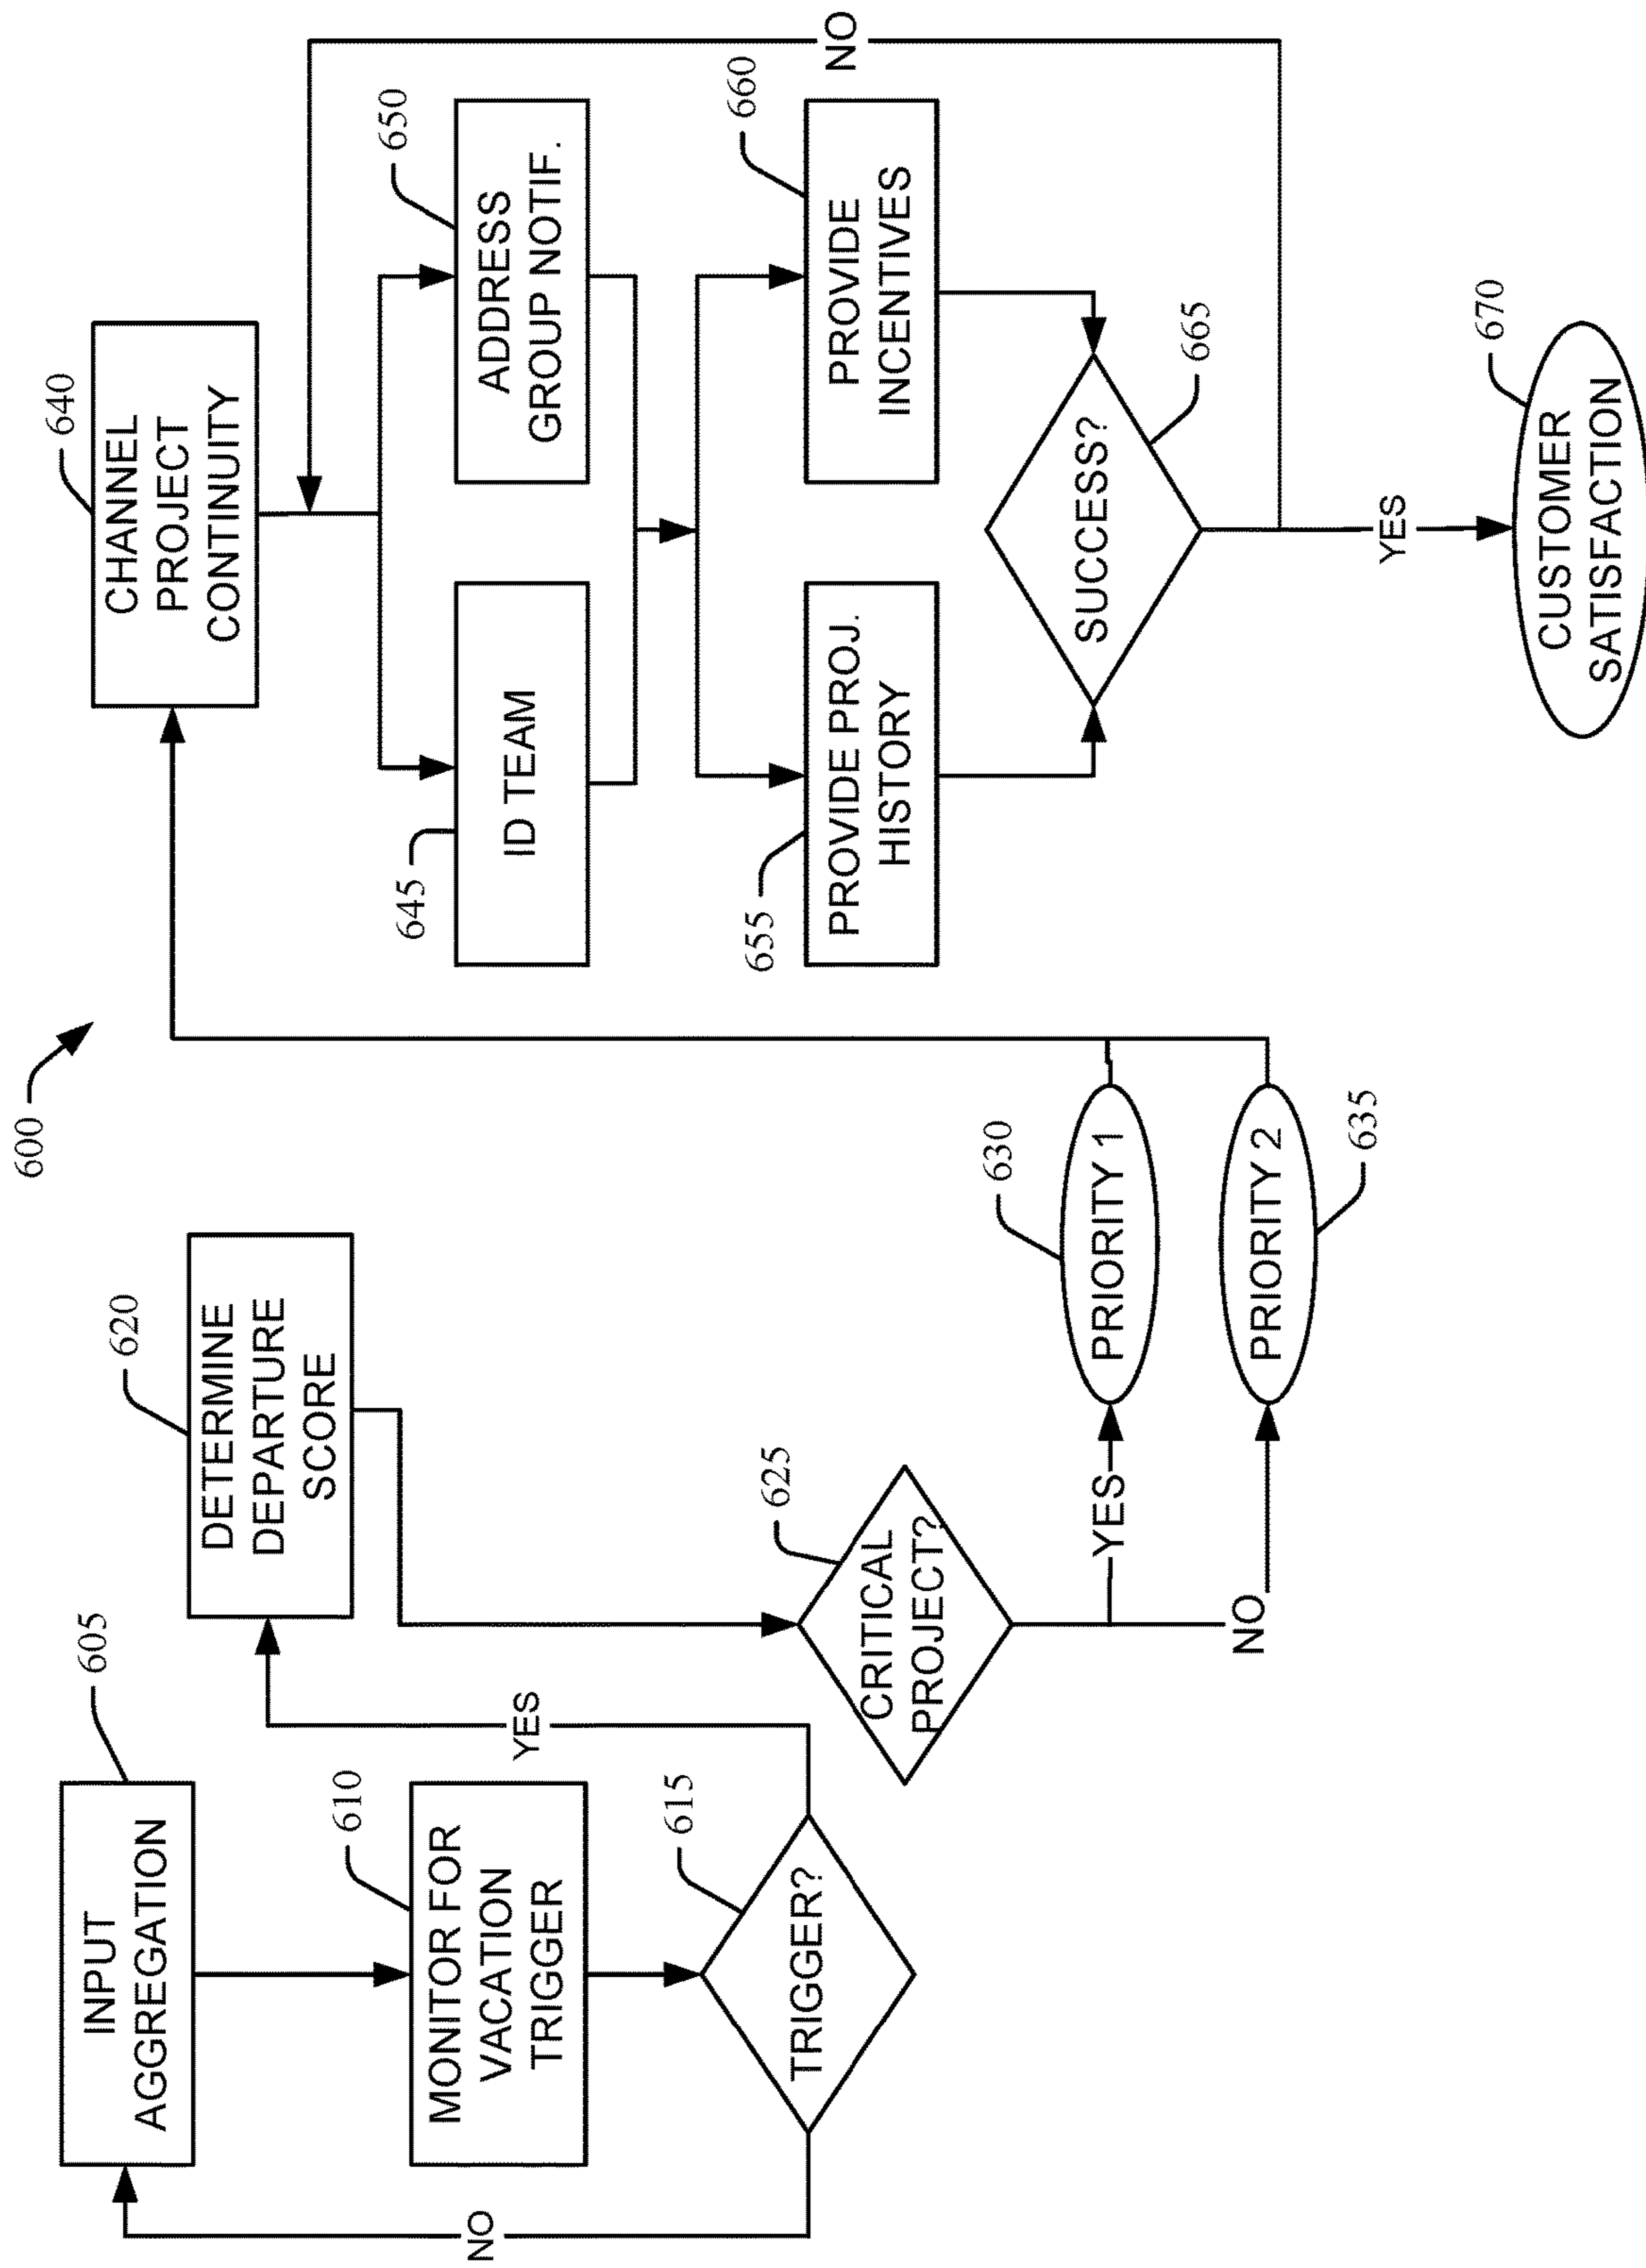 600
605
INPUT
AGGREGATION
610
MONITOR FOR
VACATION
TRIGGER
615
TRIGGER?
NO
YES
620
DETERMINE
DEPARTURE
SCORE
625
CRITICAL
PROJECT?
YES
NO
630
PRIORITY 1
PRIORITY 2
635
640
CHANNEL
PROJECT
CONTINUITY
645
ID TEAM
650
ADDRESS
GROUP NOTIF.
655
PROVIDE PROJ.
HISTORY
660
PROVIDE
INCENTIVES
SUCCESS?
665
NO
YES
670
CUSTOMER
SATISFACTION